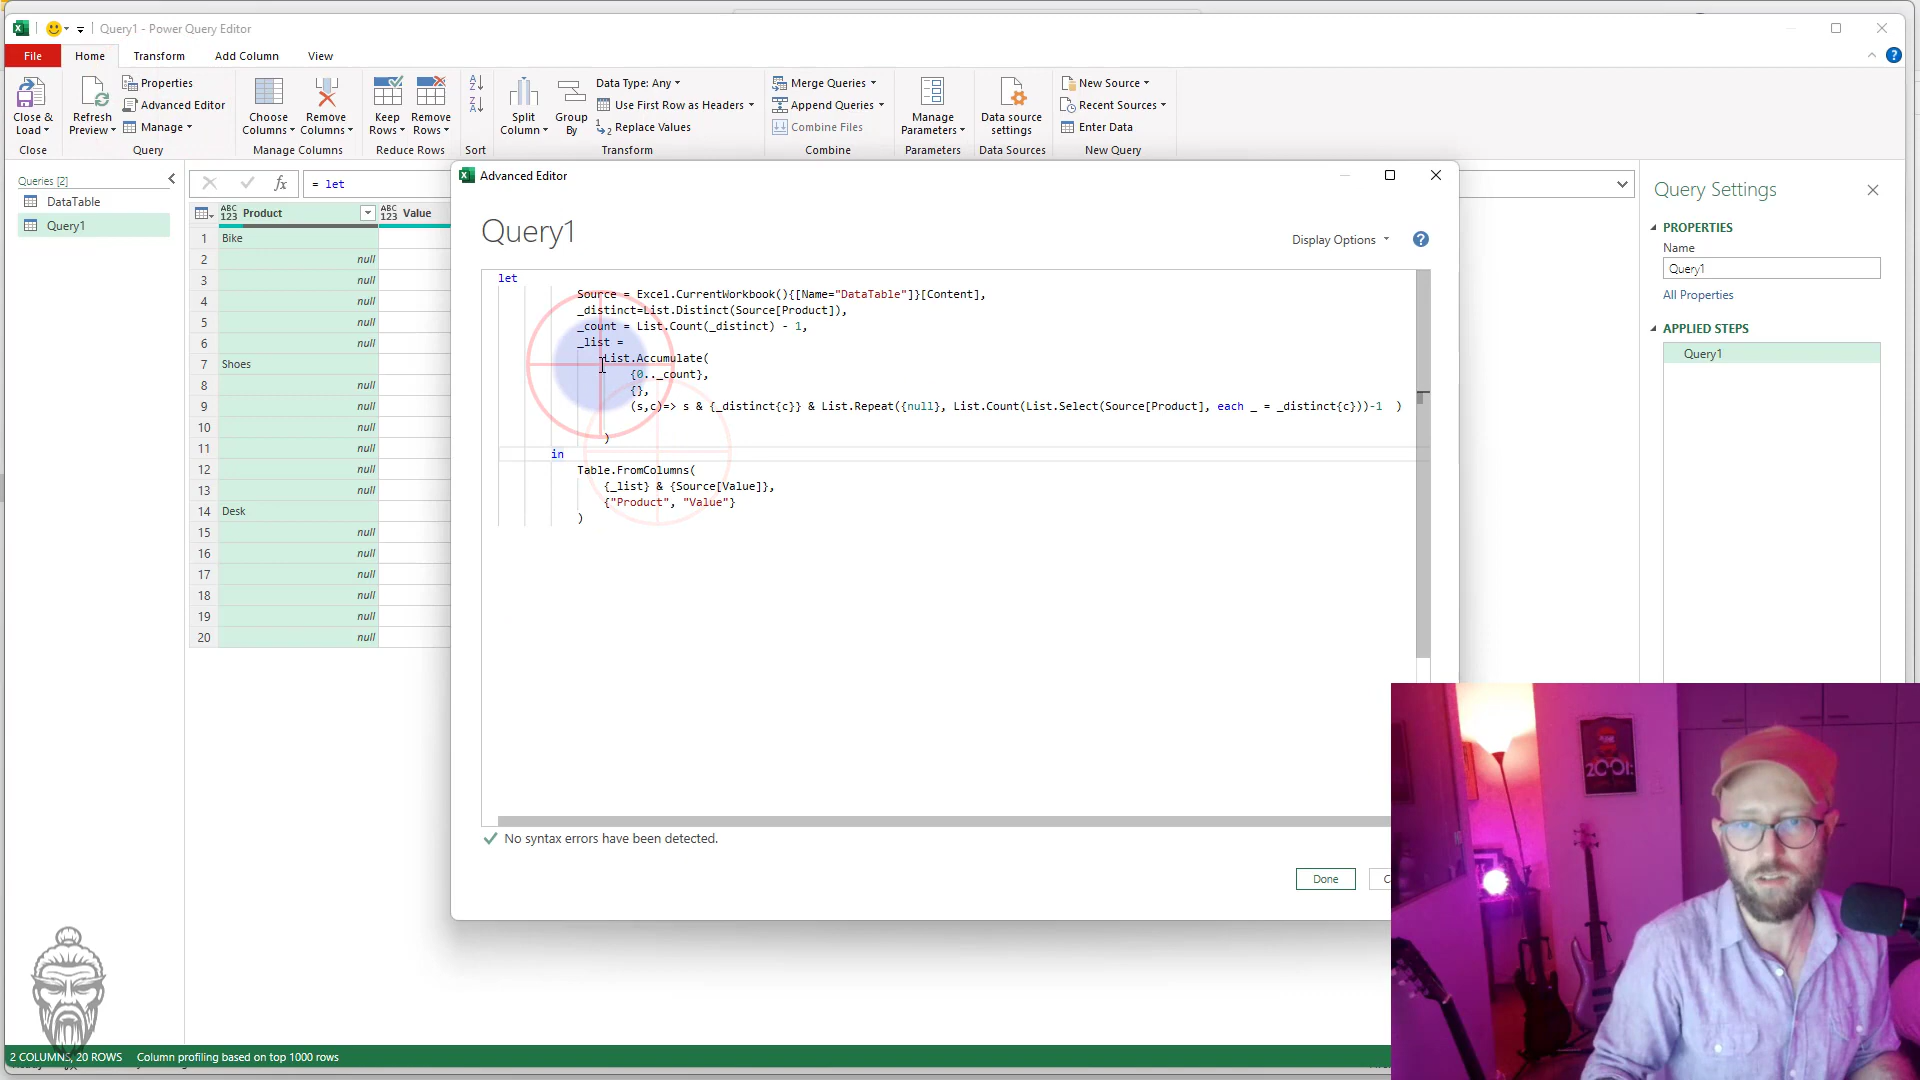 Query1 - Power Query Editor
File Home Transform Add Column View
Close & Load
Refresh Preview
Properties
Advanced Editor
Manage
Choose Columns
Remove Columns
Keep Rows
Remove Rows
Split Column
Group By
Data Type: Any
Use First Row as Headers
Replace Values
Merge Queries
Append Queries
Combine Files
Manage Parameters
Data source settings
New Source
Recent Sources
Enter Data
Close Query Manage Columns Reduce Rows Sort Transform Combine Parameters Data Sources New Query
Queries [2]
DataTable
Query1
= let
ABC 123 Product ABC 123 Value
1 Bike
2 null
3 null
4 null
5 null
6 null
7 Shoes
8 null
9 null
10 null
11 null
12 null
13 null
14 Desk
15 null
16 null
17 null
18 null
19 null
20 null
Advanced Editor
Query1
Display Options
let
Source = Excel.CurrentWorkbook(){[Name="DataTable"]}[Content],
_distinct=List.Distinct(Source[Product]),
_count = List.Count(_distinct) - 1,
_list =
List.Accumulate(
{0.._count},
{},
(s,c)=> s & {_distinct{c}} & List.Repeat({null}, List.Count(List.Select(Source[Product], each _ = _distinct{c}))-1 )
)
in
Table.FromColumns(
{_list} & {Source[Value]},
{"Product", "Value"}
)
No syntax errors have been detected.
Done
Query Settings
PROPERTIES
Name
Query1
All Properties
APPLIED STEPS
Query1
2 COLUMNS, 20 ROWS Column profiling based on top 1000 rows
2001: